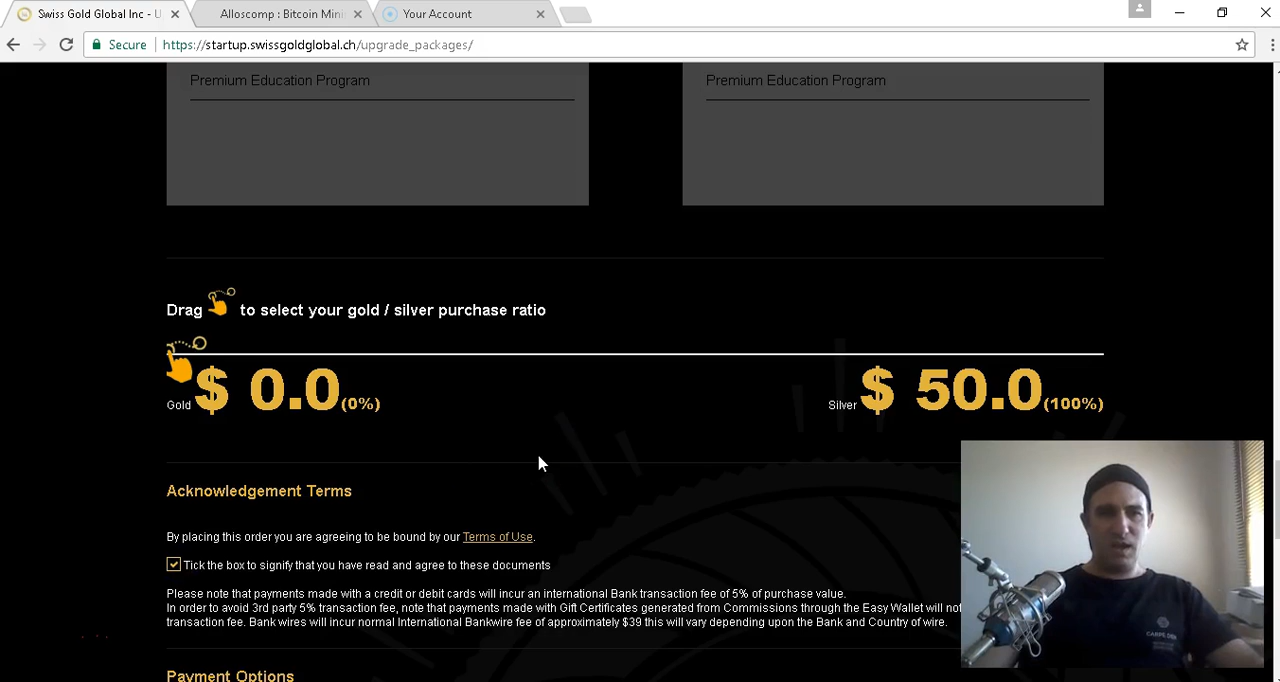 Swiss Gold Global Inc - U
Alloscomp : Bitcoin Mini
Your Account
Secure https://startup.swissgoldglobal.ch/upgrade_packages/
Premium Education Program Premium Education Program
Drag to select your gold / silver purchase ratio
Gold $ 0.0 (0%) Silver $ 50.0 (100%)
Acknowledgement Terms
By placing this order you are agreeing to be bound by our Terms of Use.
Tick the box to signify that you have read and agree to these documents
Please note that payments made with a credit or debit cards will incur an international Bank transaction fee of 5% of purchase value.
In order to avoid 3rd party 5% transaction fee, note that payments made with Gift Certificates generated from Commissions through the Easy Wallet will not
transaction fee. Bank wires will incur normal International Bankwire fee of approximately $39 this will vary depending upon the Bank and Country of wire.
Payment Options